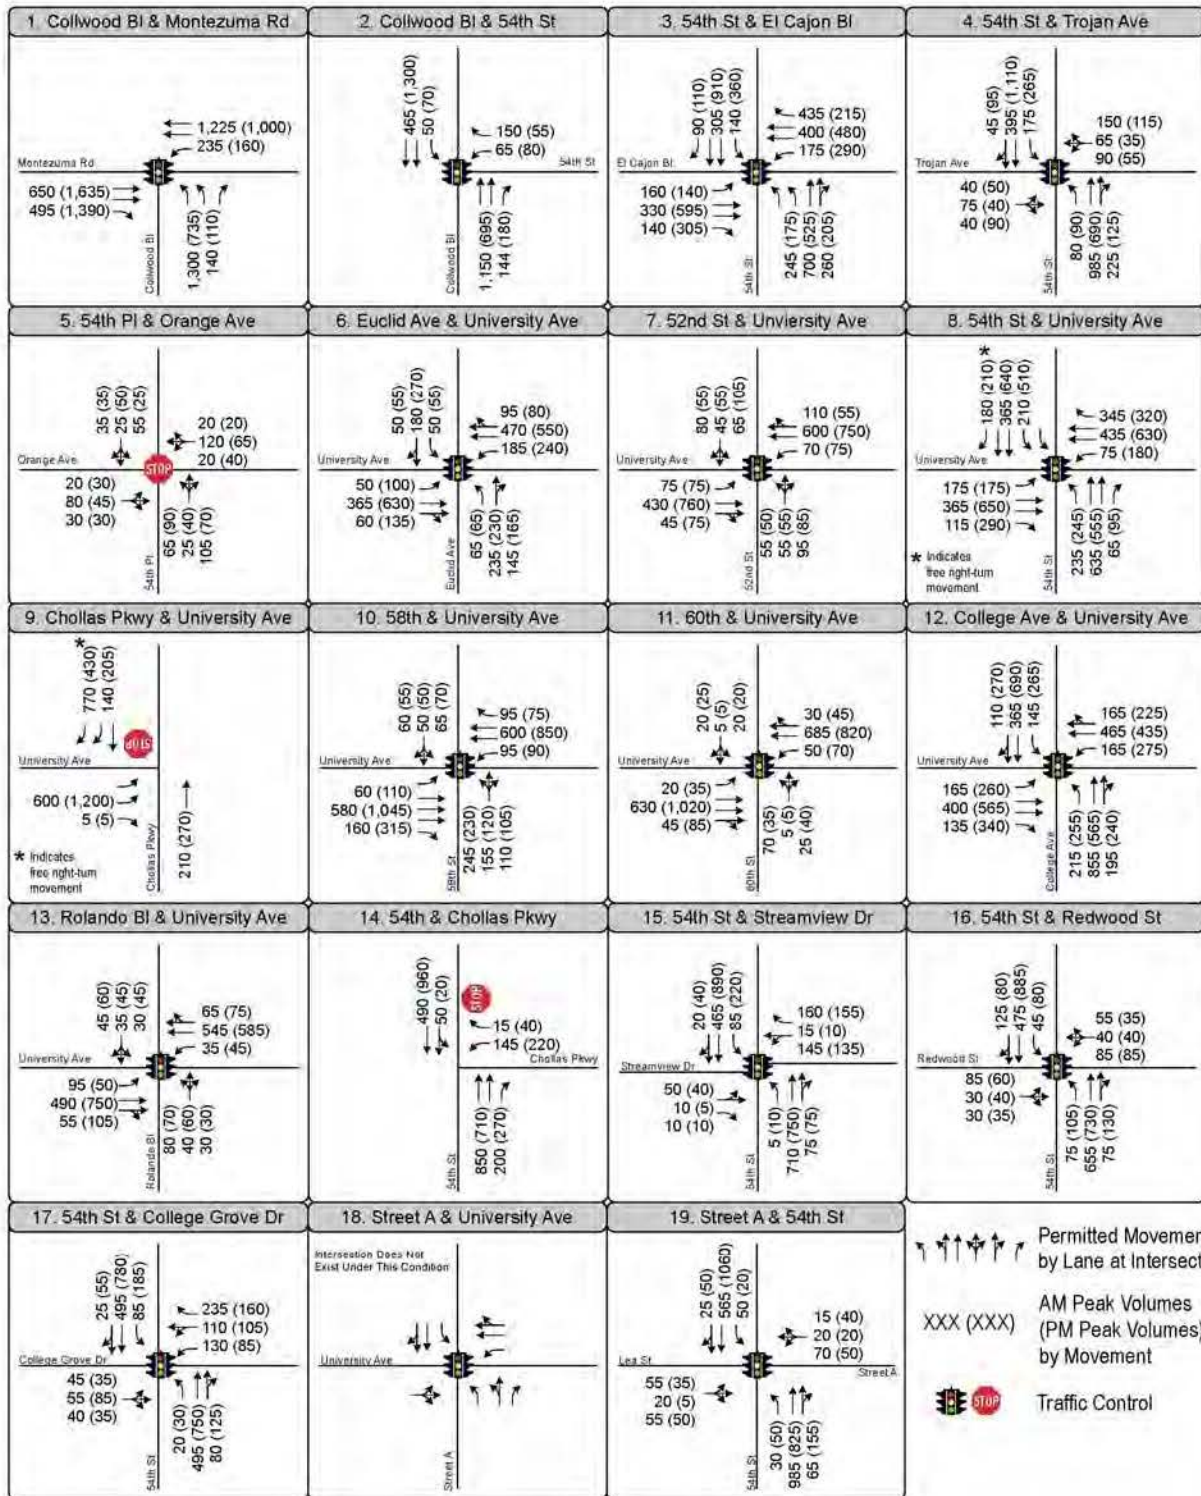 1. Collwood Bl & Montezuma Rd
1,225 (1,000)
235 (160)
Montezuma Rd
650 (1,635)
495 (1,390)
Collwood Bl
1,300 (735)
140 (110)
2. Collwood Bl & 54th St
465 (1,300)
50 (70)
150 (55)
65 (80)
54th St
Collwood Bl
1,150 (695)
144 (180)
3. 54th St & El Cajon Bl
90 (110)
305 (910)
140 (360)
435 (215)
400 (480)
175 (290)
El Cajon Bl
160 (140)
330 (595)
140 (305)
54th St
245 (175)
700 (525)
260 (205)
4. 54th St & Trojan Ave
45 (95)
395 (1,110)
175 (265)
150 (115)
65 (35)
90 (55)
Trojan Ave
40 (50)
75 (40)
40 (90)
54th St
80 (90)
985 (690)
225 (125)
5. 54th Pl & Orange Ave
35 (35)
25 (50)
55 (25)
20 (20)
120 (65)
20 (40)
Orange Ave
STOP
20 (30)
80 (45)
30 (30)
54th Pl
65 (90)
25 (40)
105 (70)
6. Euclid Ave & University Ave
50 (55)
180 (270)
50 (55)
95 (80)
470 (550)
185 (240)
University Ave
50 (100)
365 (630)
60 (135)
Euclid Ave
65 (65)
235 (230)
145 (165)
7. 52nd St & Unviersity Ave
80 (55)
45 (55)
65 (105)
110 (55)
600 (750)
70 (75)
University Ave
75 (75)
430 (760)
45 (75)
52nd St
55 (50)
55 (55)
95 (85)
8. 54th St & University Ave
180 (210)*
365 (640)
210 (510)
345 (320)
435 (630)
75 (180)
University Ave
175 (175)
365 (650)
115 (290)
* Indicates
free right-turn
movement
54th St
235 (245)
635 (555)
65 (95)
9. Chollas Pkwy & University Ave
770 (430)*
140 (205)
STOP
University Ave
600 (1,200)
5 (5)
* Indicates
free right-turn
movement
Chollas Pkwy
210 (270)
10. 58th & University Ave
60 (55)
50 (50)
65 (70)
95 (75)
600 (850)
95 (90)
University Ave
60 (110)
580 (1,045)
160 (315)
58th St
245 (230)
155 (120)
110 (105)
11. 60th & University Ave
20 (25)
5 (5)
20 (20)
30 (45)
685 (820)
50 (70)
University Ave
20 (35)
630 (1,020)
45 (85)
60th St
70 (35)
5 (5)
25 (40)
12. College Ave & University Ave
110 (270)
365 (690)
145 (265)
165 (225)
465 (435)
165 (275)
University Ave
165 (260)
400 (565)
135 (340)
College Ave
215 (255)
855 (565)
195 (240)
13. Rolando Bl & University Ave
45 (60)
35 (45)
30 (45)
65 (75)
545 (585)
35 (45)
University Ave
95 (50)
490 (750)
55 (105)
Rolando Bl
80 (70)
40 (60)
30 (30)
14. 54th & Chollas Pkwy
490 (960)
50 (20)
STOP
15 (40)
145 (220)
Chollas Pkwy
54th St
850 (710)
200 (270)
15. 54th St & Streamview Dr
20 (40)
465 (890)
85 (220)
160 (155)
15 (10)
145 (135)
Streamview Dr
50 (40)
10 (5)
10 (10)
54th St
5 (10)
710 (750)
75 (75)
16. 54th St & Redwood St
125 (80)
475 (885)
45 (80)
55 (35)
40 (40)
85 (85)
Redwood St
85 (60)
30 (40)
30 (35)
54th St
75 (105)
655 (730)
75 (130)
17. 54th St & College Grove Dr
25 (55)
495 (780)
85 (185)
235 (160)
110 (105)
130 (85)
College Grove Dr
45 (35)
55 (85)
40 (35)
54th St
20 (30)
495 (750)
80 (125)
18. Street A & University Ave
Intersection Does Not
Exist Under This Condition
University Ave
Street A
19. Street A & 54th St
25 (50)
565 (1060)
50 (20)
15 (40)
20 (20)
70 (50)
Lea St
Street A
55 (35)
20 (5)
55 (50)
54th St
30 (50)
985 (825)
65 (155)
Permitted Movemen
by Lane at Intersect
XXX (XXX)
AM Peak Volumes
(PM Peak Volumes)
by Movement
STOP
Traffic Control